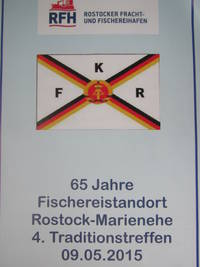 RFH
ROSTOCKER FRACHT-
UND FISCHEREIHAFEN
K
F R
65 Jahre
Fischereistandort
Rostock-Marienehe
4. Traditionstreffen
09.05.2015